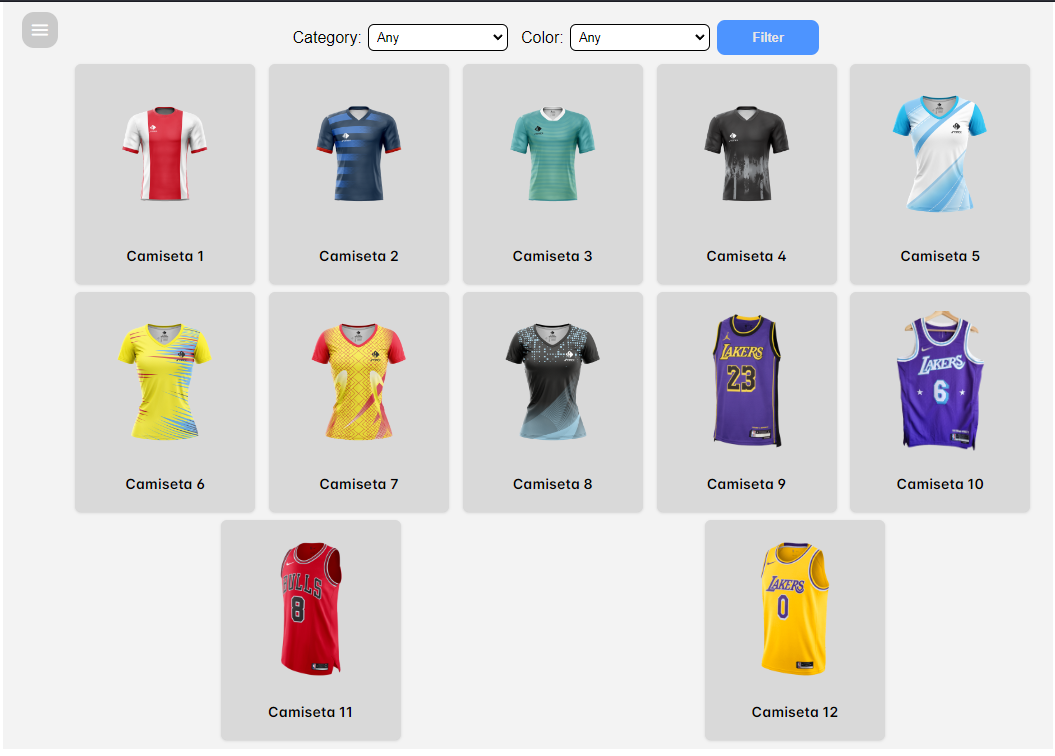 Category: Any Color: Any Filter
Camiseta 1 Camiseta 2 Camiseta 3 Camiseta 4 Camiseta 5
LAKERS LAKERS
23 6
Camiseta 6 Camiseta 7 Camiseta 8 Camiseta 9 Camiseta 10
BULLS LAKERS
8 0
Camiseta 11 Camiseta 12